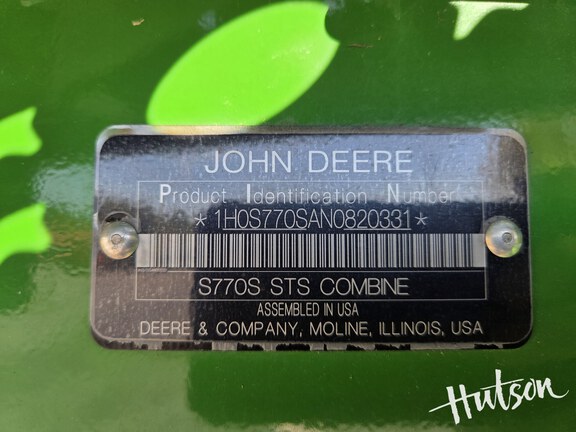 JOHN DEERE
Product Identification Number
*1H0S770SAN0820331*
S770S STS COMBINE
ASSEMBLED IN USA
DEERE & COMPANY, MOLINE, ILLINOIS, USA
Hutson